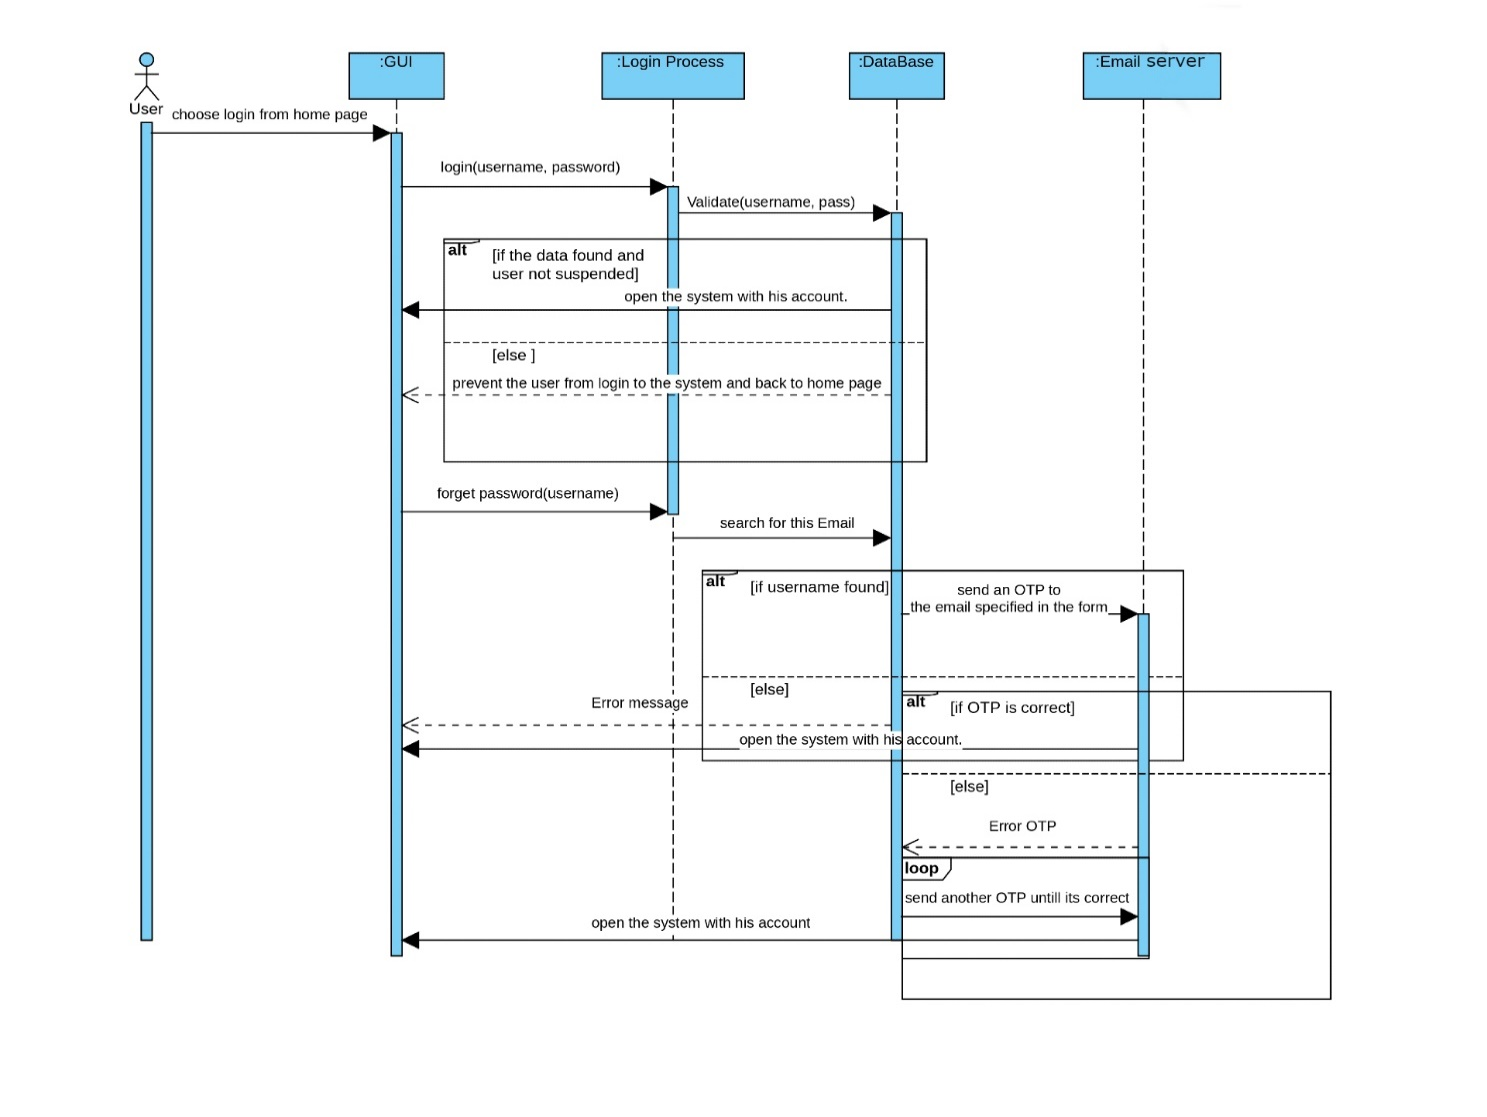 :GUI
:Login Process
:DataBase
:Email server
User
choose login from home page
login(username, password)
Validate(username, pass)
alt
[if the data found and
user not suspended]
open the system with his account.
[else ]
prevent the user from login to the system and back to home page
forget password(username)
search for this Email
alt
[if username found]
send an OTP to
the email specified in the form
[else]
Error message
alt
[if OTP is correct]
open the system with his account.
[else]
Error OTP
loop
send another OTP untill its correct
open the system with his account